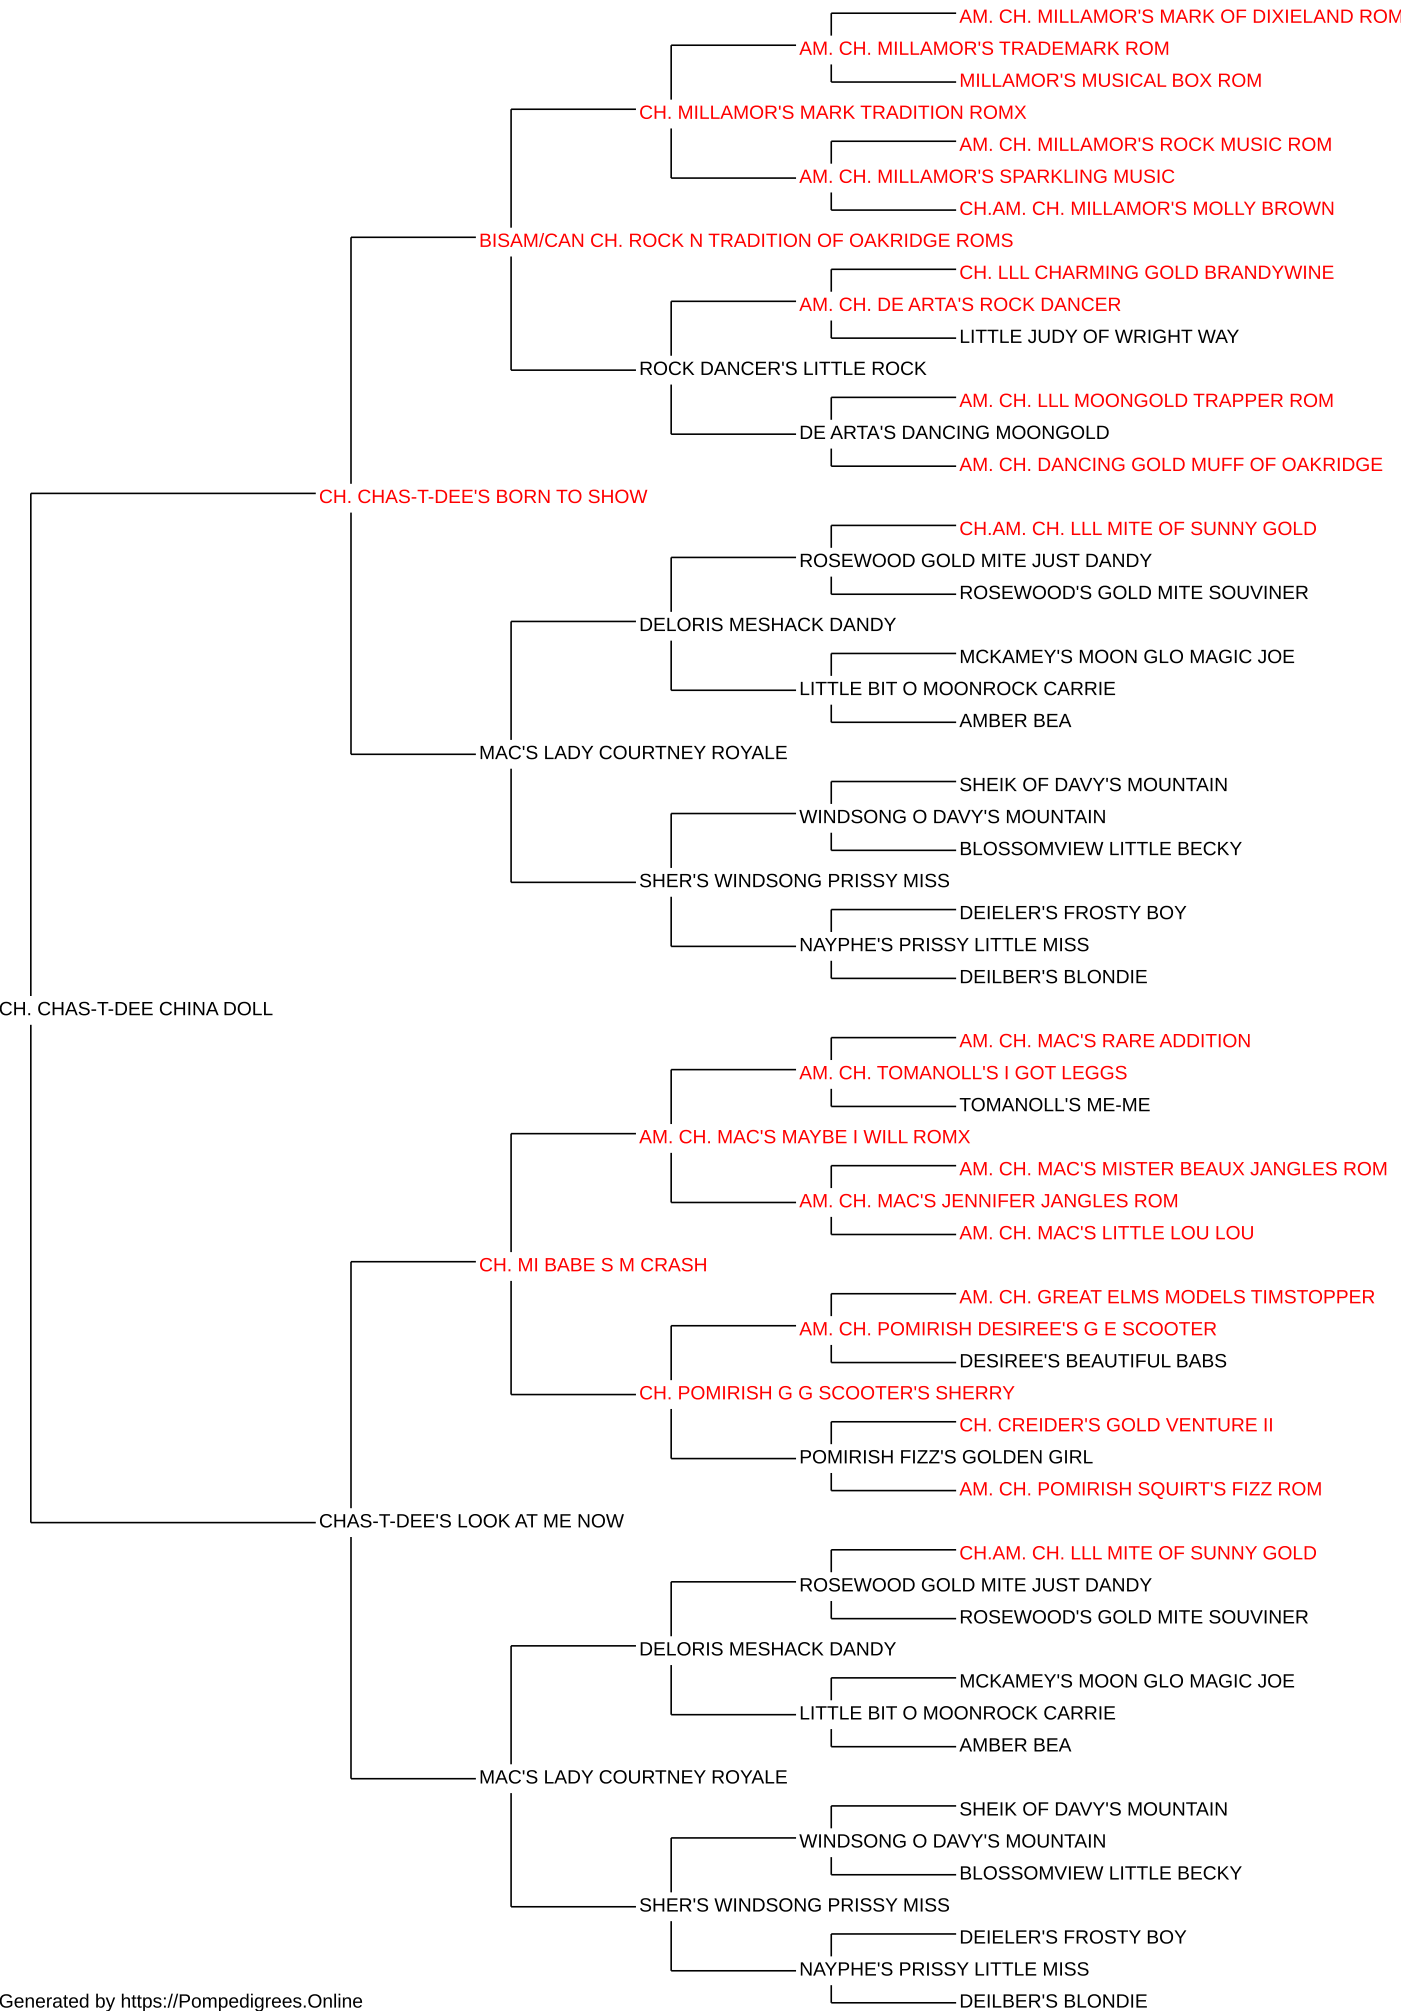 AM. CH. MILLAMOR'S MARK OF DIXIELAND ROM
AM. CH. MILLAMOR'S TRADEMARK ROM
MILLAMOR'S MUSICAL BOX ROM
CH. MILLAMOR'S MARK TRADITION ROMX
AM. CH. MILLAMOR'S ROCK MUSIC ROM
AM. CH. MILLAMOR'S SPARKLING MUSIC
CH.AM. CH. MILLAMOR'S MOLLY BROWN
BISAM/CAN CH. ROCK N TRADITION OF OAKRIDGE ROMS
CH. LLL CHARMING GOLD BRANDYWINE
AM. CH. DE ARTA'S ROCK DANCER
LITTLE JUDY OF WRIGHT WAY
ROCK DANCER'S LITTLE ROCK
AM. CH. LLL MOONGOLD TRAPPER ROM
DE ARTA'S DANCING MOONGOLD
AM. CH. DANCING GOLD MUFF OF OAKRIDGE
CH. CHAS-T-DEE'S BORN TO SHOW
CH.AM. CH. LLL MITE OF SUNNY GOLD
ROSEWOOD GOLD MITE JUST DANDY
ROSEWOOD'S GOLD MITE SOUVINER
DELORIS MESHACK DANDY
MCKAMEY'S MOON GLO MAGIC JOE
LITTLE BIT O MOONROCK CARRIE
AMBER BEA
MAC'S LADY COURTNEY ROYALE
SHEIK OF DAVY'S MOUNTAIN
WINDSONG O DAVY'S MOUNTAIN
BLOSSOMVIEW LITTLE BECKY
SHER'S WINDSONG PRISSY MISS
DEIELER'S FROSTY BOY
NAYPHE'S PRISSY LITTLE MISS
DEILBER'S BLONDIE
CH. CHAS-T-DEE CHINA DOLL
AM. CH. MAC'S RARE ADDITION
AM. CH. TOMANOLL'S I GOT LEGGS
TOMANOLL'S ME-ME
AM. CH. MAC'S MAYBE I WILL ROMX
AM. CH. MAC'S MISTER BEAUX JANGLES ROM
AM. CH. MAC'S JENNIFER JANGLES ROM
AM. CH. MAC'S LITTLE LOU LOU
CH. MI BABE S M CRASH
AM. CH. GREAT ELMS MODELS TIMSTOPPER
AM. CH. POMIRISH DESIREE'S G E SCOOTER
DESIREE'S BEAUTIFUL BABS
CH. POMIRISH G G SCOOTER'S SHERRY
CH. CREIDER'S GOLD VENTURE II
POMIRISH FIZZ'S GOLDEN GIRL
AM. CH. POMIRISH SQUIRT'S FIZZ ROM
CHAS-T-DEE'S LOOK AT ME NOW
CH.AM. CH. LLL MITE OF SUNNY GOLD
ROSEWOOD GOLD MITE JUST DANDY
ROSEWOOD'S GOLD MITE SOUVINER
DELORIS MESHACK DANDY
MCKAMEY'S MOON GLO MAGIC JOE
LITTLE BIT O MOONROCK CARRIE
AMBER BEA
MAC'S LADY COURTNEY ROYALE
SHEIK OF DAVY'S MOUNTAIN
WINDSONG O DAVY'S MOUNTAIN
BLOSSOMVIEW LITTLE BECKY
SHER'S WINDSONG PRISSY MISS
DEIELER'S FROSTY BOY
NAYPHE'S PRISSY LITTLE MISS
DEILBER'S BLONDIE
Generated by https://Pompedigrees.Online